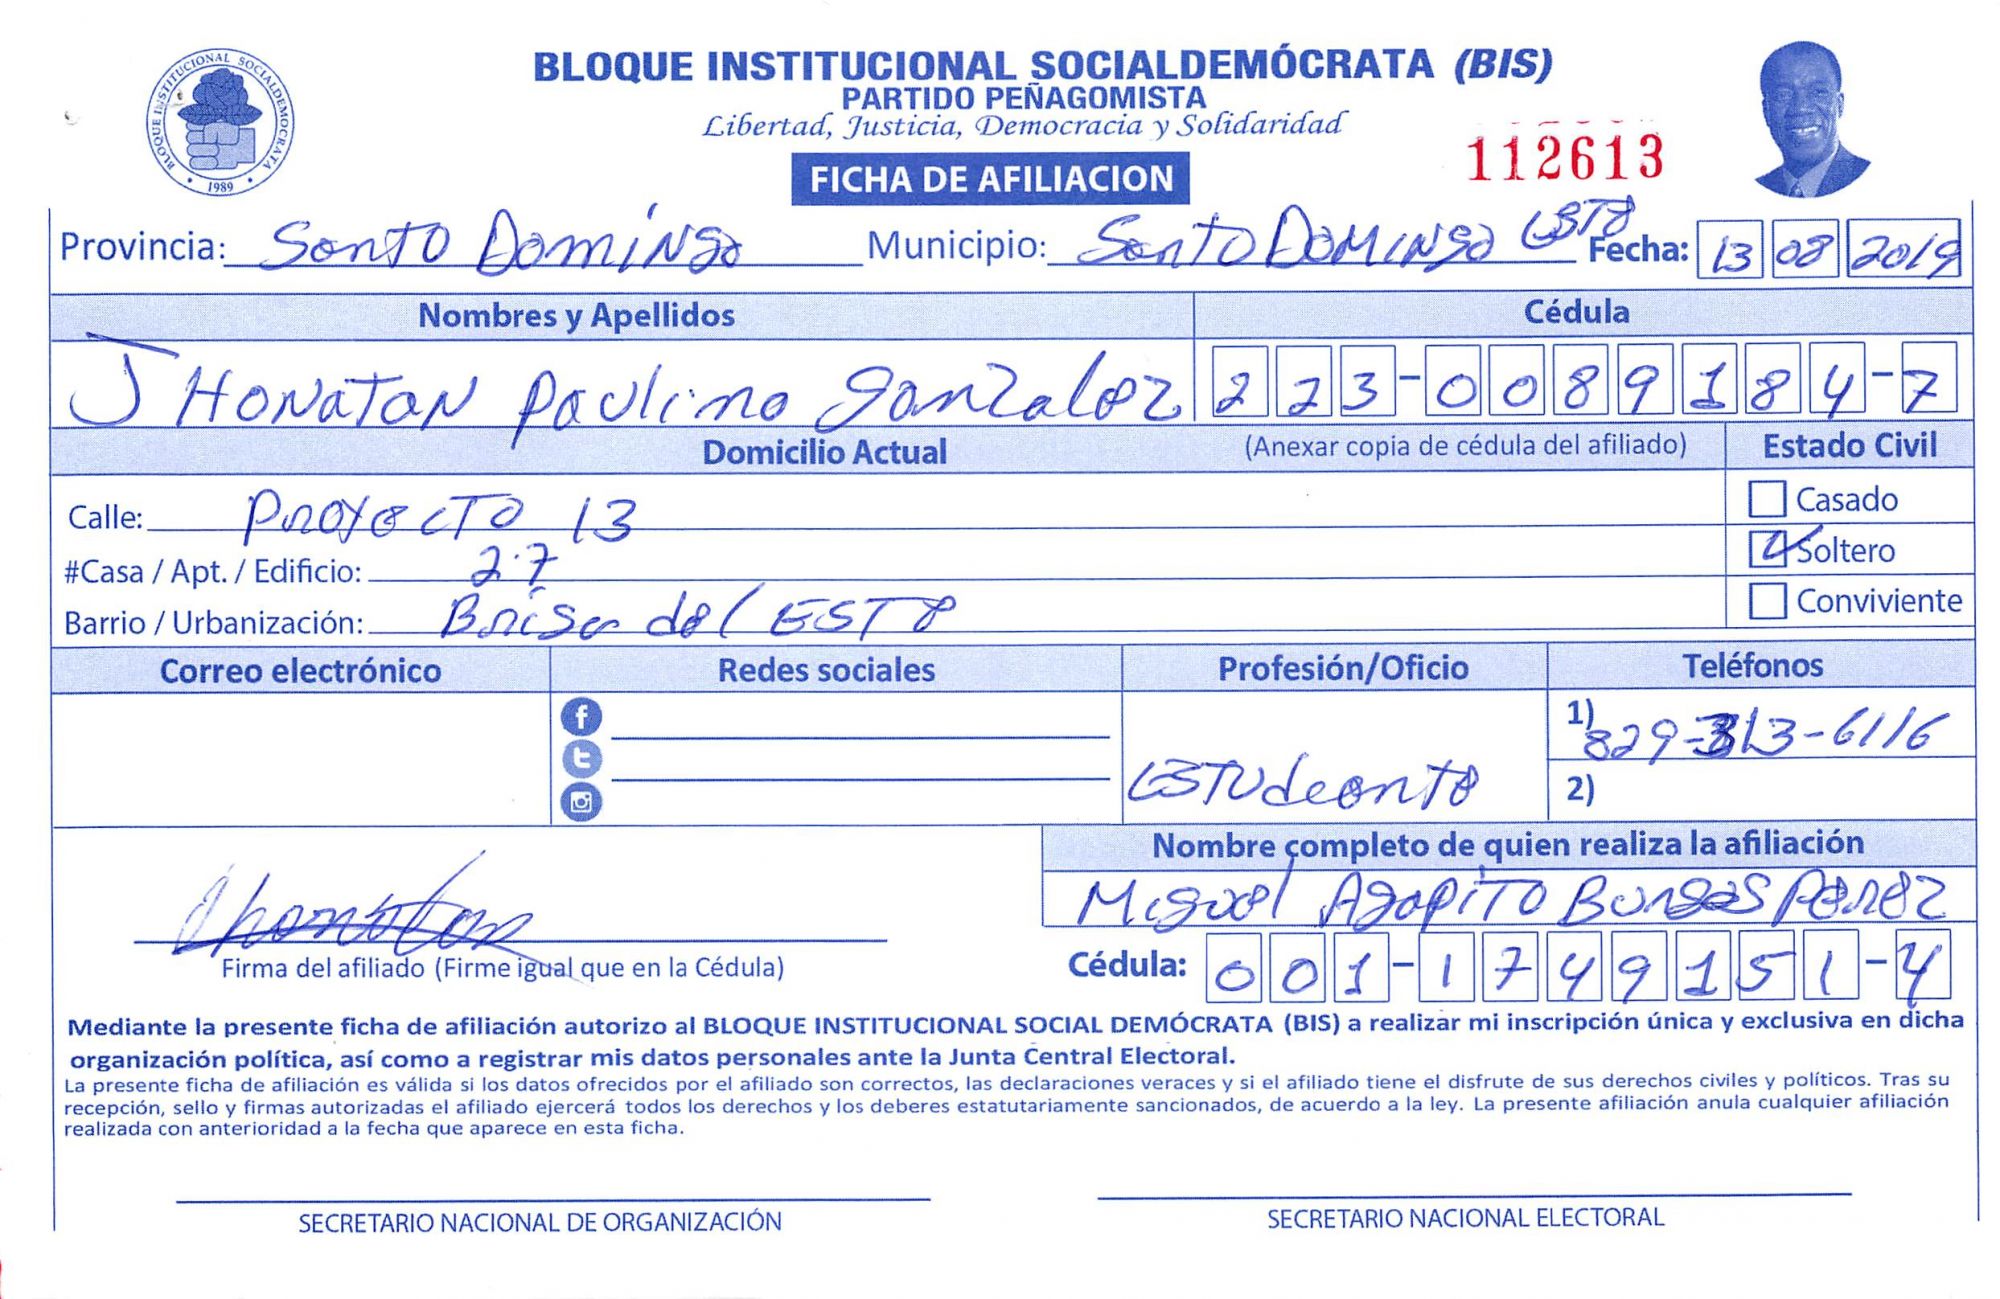 BLOQUE INSTITUCIONAL SOCIALDEMÓCRATA (BIS)
PARTIDO PEÑAGOMISTA
Libertad, Justicia, Democracia y Solidaridad
BLOQUE INSTITUCIONAL SOCIALDEMOCRATA
1989
FICHA DE AFILIACION
112613
Provincia: Santo Domingo Municipio: Santo Domingo Este Fecha: 13 08 2019
Nombres y Apellidos Cédula
JHONATAN Paulino Ganzalez 223-0089184-7
Domicilio Actual (Anexar copia de cédula del afiliado) Estado Civil
Casado
Calle: Proyecto 13
Soltero
#Casa / Apt. / Edificio: 27
Conviviente
Barrio / Urbanización: Brisa del ESTE
Correo electrónico Redes sociales Profesión/Oficio Teléfonos
1) 829-313-6116
ESTudeante
2)
Nombre completo de quien realiza la afiliación
Jhonatan
Miguel Agapito Burgos Perez
Firma del afiliado (Firme igual que en la Cédula) Cédula: 001-1749151-4
Mediante la presente ficha de afiliación autorizo al BLOQUE INSTITUCIONAL SOCIAL DEMÓCRATA (BIS) a realizar mi inscripción única y exclusiva en dicha
organización política, así como a registrar mis datos personales ante la Junta Central Electoral.
La presente ficha de afiliación es válida si los datos ofrecidos por el afiliado son correctos, las declaraciones veraces y si el afiliado tiene el disfrute de sus derechos civiles y políticos. Tras su
recepción, sello y firmas autorizadas el afiliado ejercerá todos los derechos y los deberes estatutariamente sancionados, de acuerdo a la ley. La presente afiliación anula cualquier afiliación
realizada con anterioridad a la fecha que aparece en esta ficha.
SECRETARIO NACIONAL DE ORGANIZACIÓN SECRETARIO NACIONAL ELECTORAL